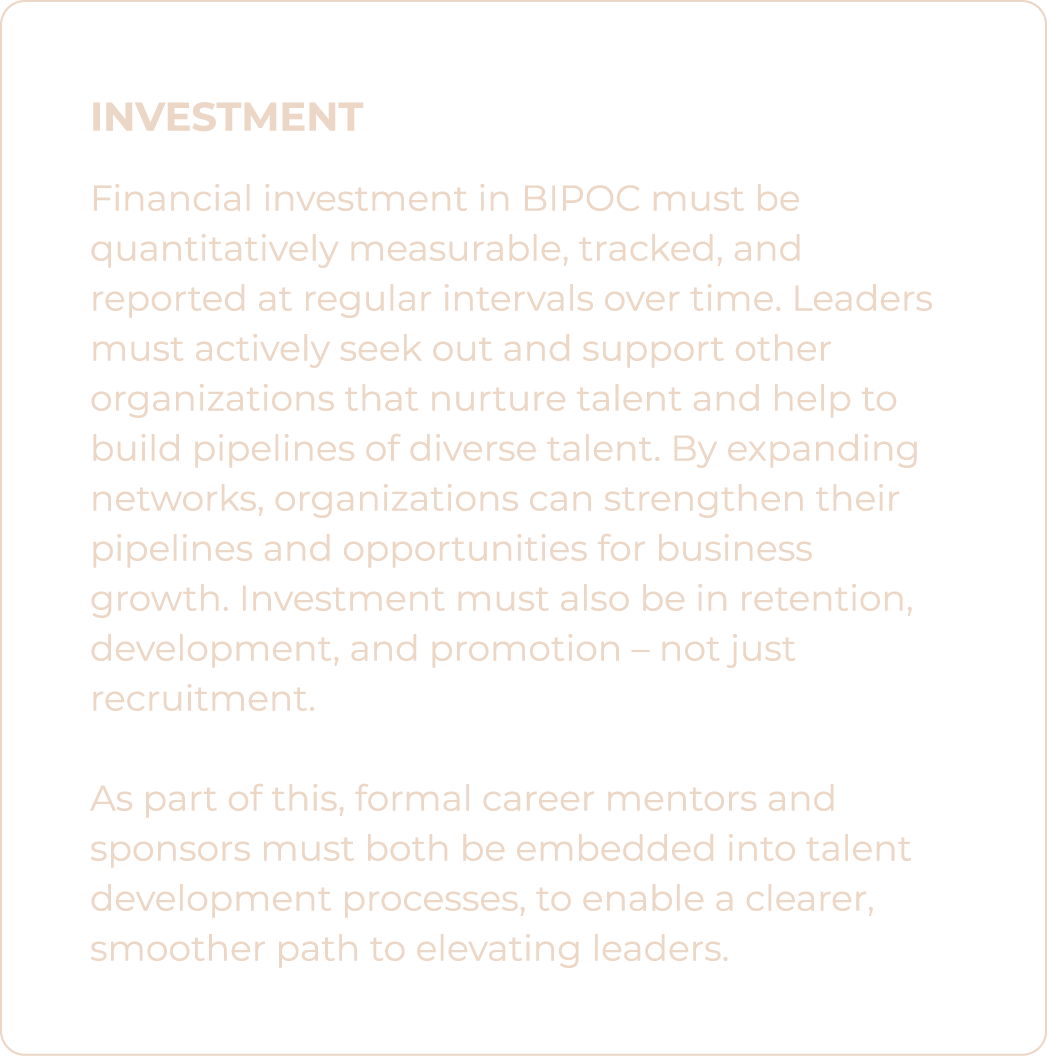 INVESTMENT
Financial investment in BIPOC must be
quantitatively measurable, tracked, and
reported at regular intervals over time. Leaders
must actively seek out and support other
organizations that nurture talent and help to
build pipelines of diverse talent. By expanding
networks, organizations can strengthen their
pipelines and opportunities for business
growth. Investment must also be in retention,
development, and promotion – not just
recruitment.
As part of this, formal career mentors and
sponsors must both be embedded into talent
development processes, to enable a clearer,
smoother path to elevating leaders.